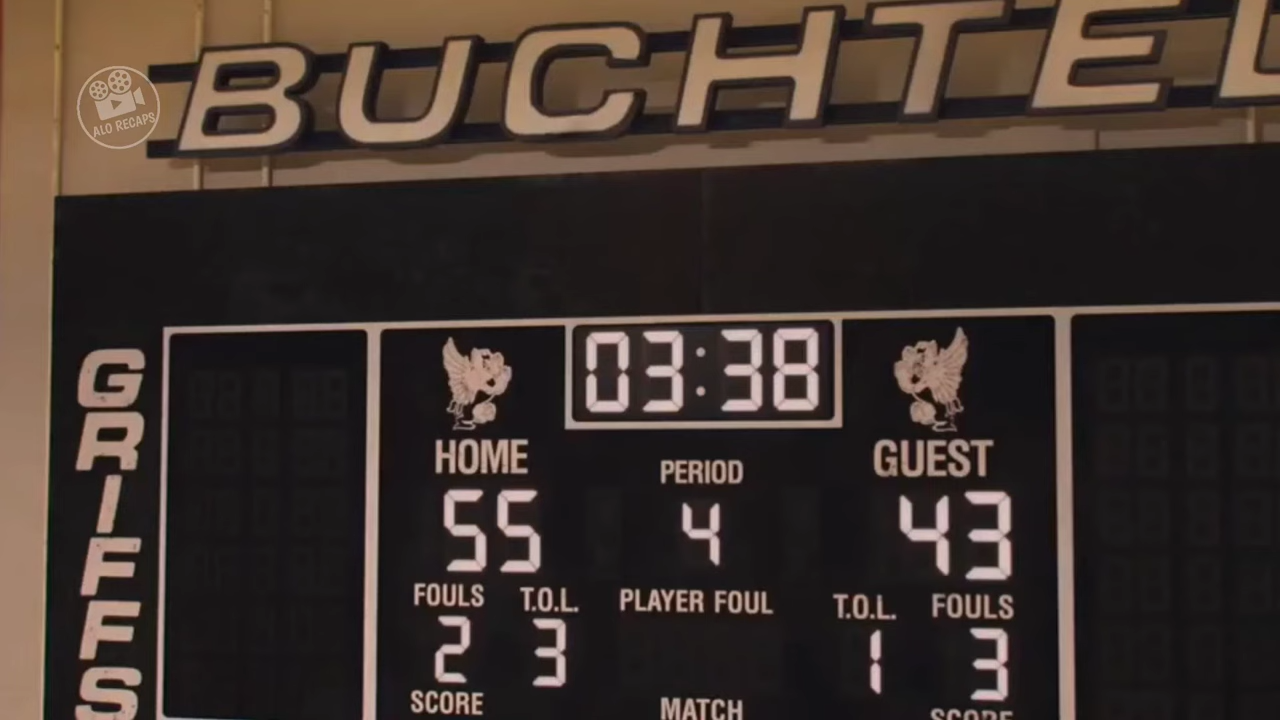 BUCHTEL
ALO RECAPS
GRIFFS
03:38
HOME
GUEST
PERIOD
55
4
43
FOULS T.O.L. PLAYER FOUL T.O.L. FOULS
2 3 1 3
SCORE MATCH SCORE